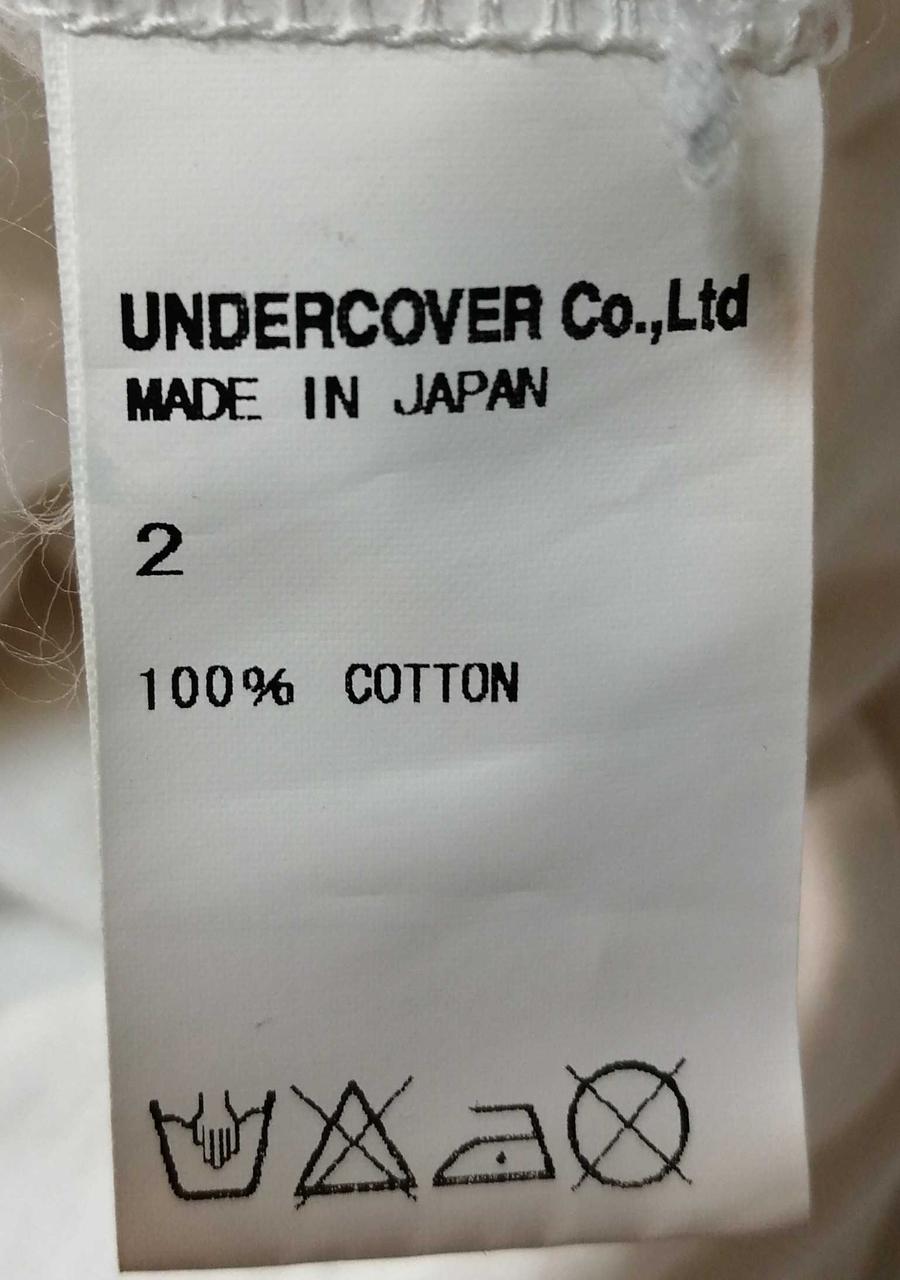 UNDERCOVER Co.,Ltd
MADE IN JAPAN
2
100% COTTON